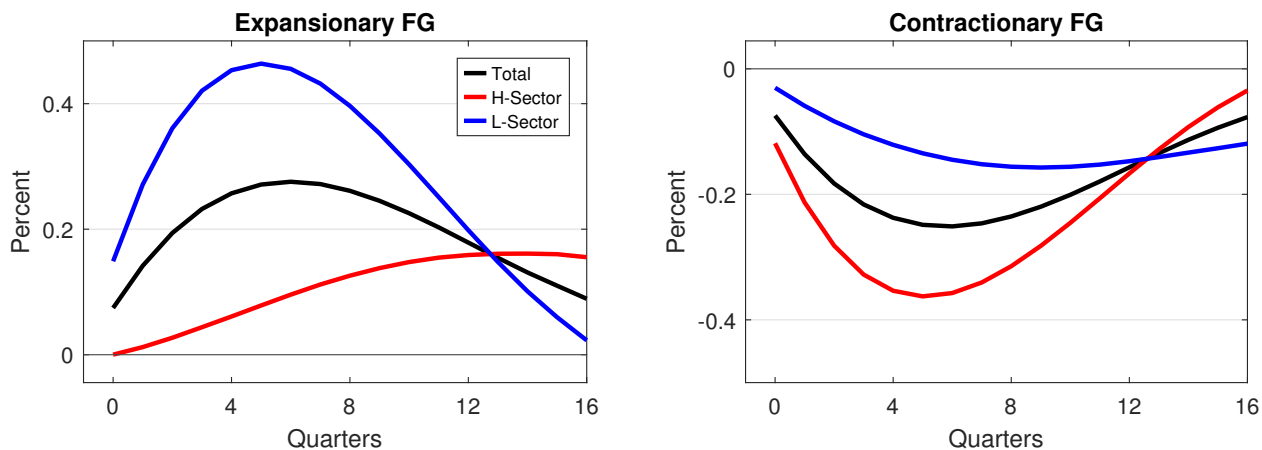 Expansionary FG
Percent
0.4
0.2
0
0
4
8
12
16
Quarters
Total
H-Sector
L-Sector
Contractionary FG
Percent
0
-0.2
-0.4
0
4
8
12
16
Quarters